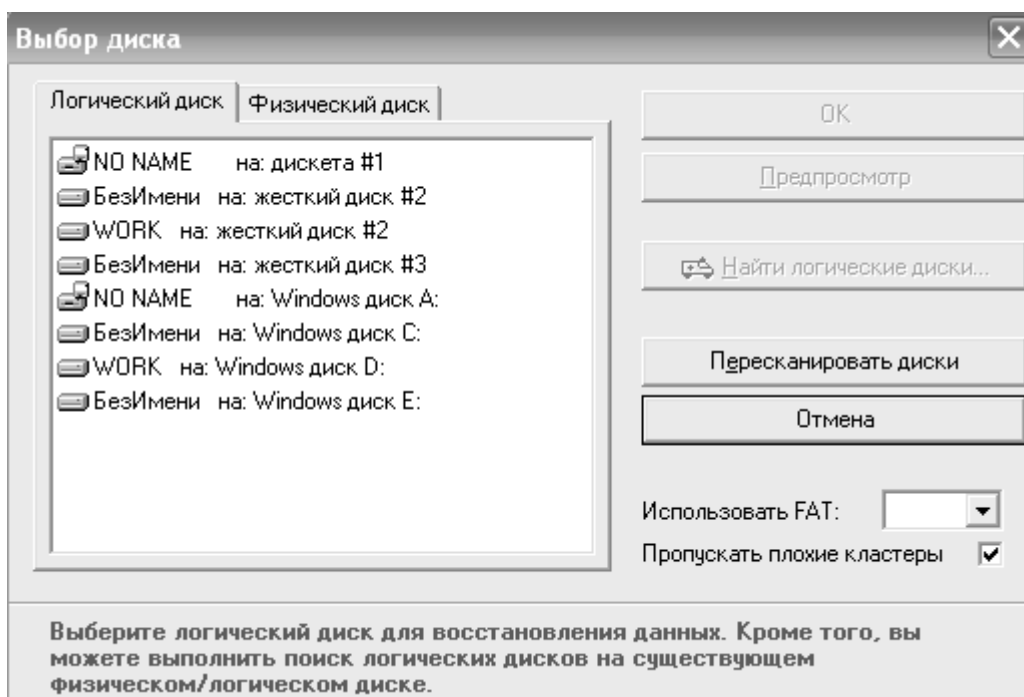 Выбор диска
Логический диск
Физический диск
NO NAME на: дискета #1
БезИмени на: жесткий диск #2
WORK на: жесткий диск #2
БезИмени на: жесткий диск #3
NO NAME на: Windows диск A:
БезИмени на: Windows диск C:
WORK на: Windows диск D:
БезИмени на: Windows диск E:
OK
Предпросмотр
Найти логические диски...
Пересканировать диски
Отмена
Использовать FAT:
Пропускать плохие кластеры
Выберите логический диск для восстановления данных. Кроме того, вы
можете выполнить поиск логических дисков на существующем
физическом/логическом диске.